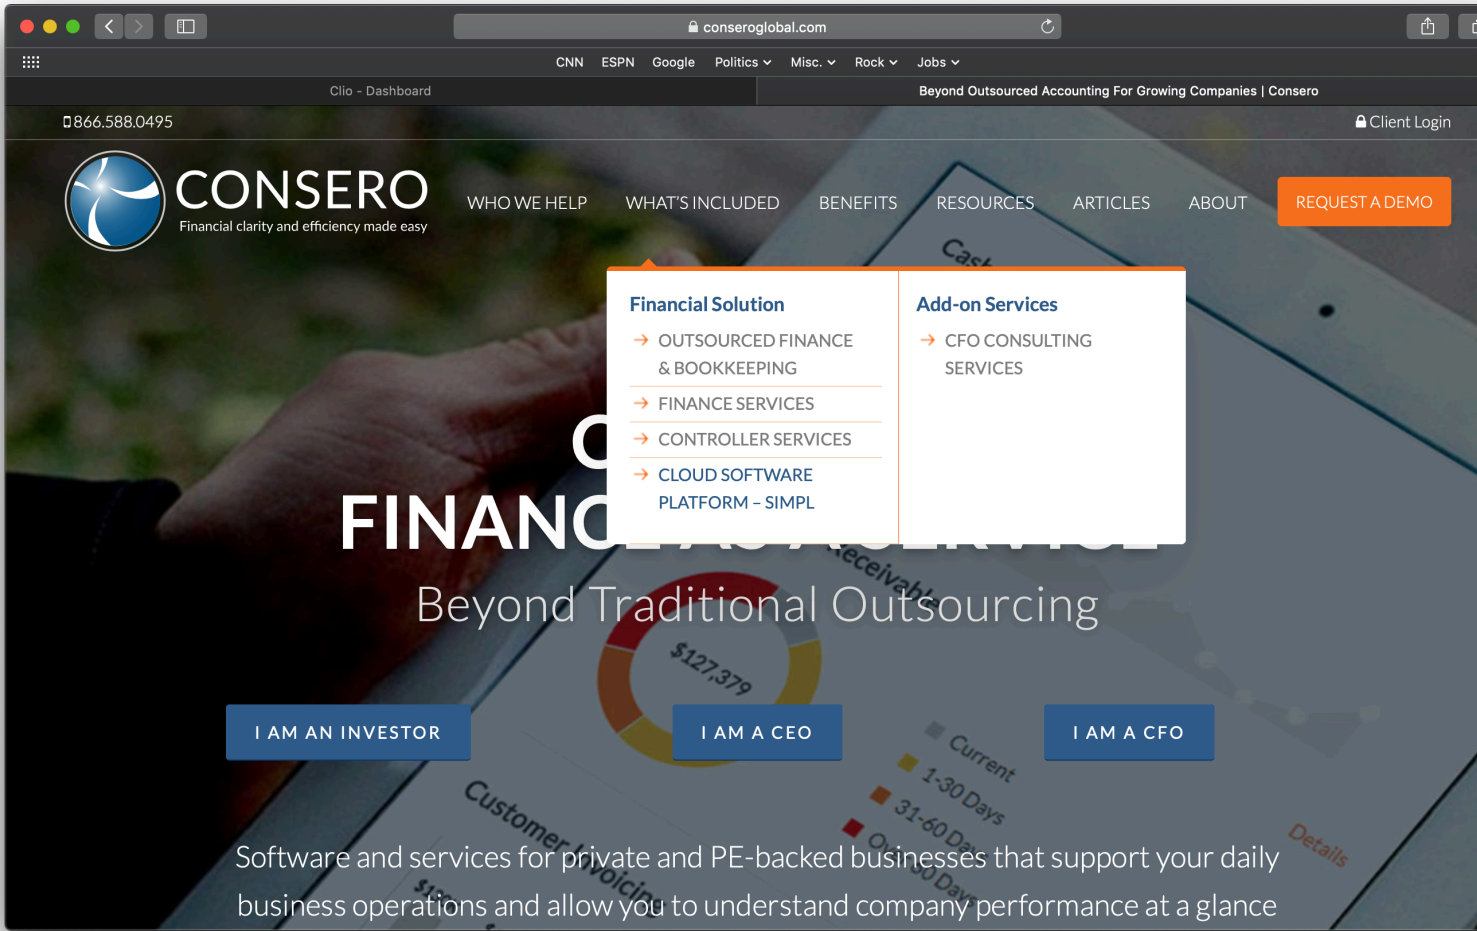 conseroglobal.com
CNN ESPN Google Politics Misc. Rock Jobs
Clio - Dashboard
Beyond Outsourced Accounting For Growing Companies | Consero
866.588.0495
Client Login
CONSERO
Financial clarity and efficiency made easy
WHO WE HELP WHAT'S INCLUDED BENEFITS RESOURCES ARTICLES ABOUT REQUEST A DEMO
Financial Solution
OUTSOURCED FINANCE
& BOOKKEEPING
FINANCE SERVICES
CONTROLLER SERVICES
CLOUD SOFTWARE
PLATFORM – SIMPL
Add-on Services
CFO CONSULTING
SERVICES
Beyond Traditional Outsourcing
Receivable
$127,379
I AM AN INVESTOR
I AM A CEO
I AM A CFO
Current
1-30 Days
31-60 Days
Customer Invoicing
Details
Software and services for private and PE-backed businesses that support your daily
business operations and allow you to understand company performance at a glance